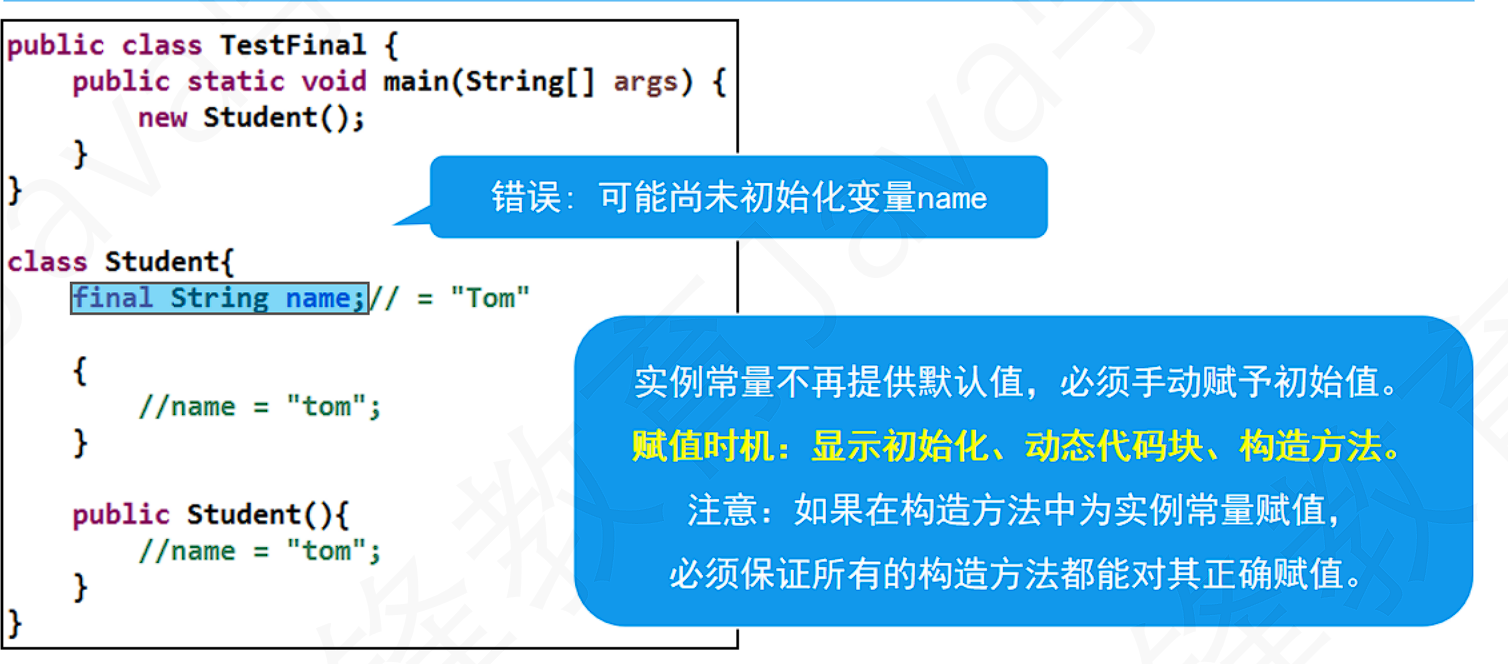 public class TestFinal {
    public static void main(String[] args) {
        new Student();
    }
}
错误：可能尚未初始化变量name
class Student{
    final String name;// = "Tom"

    {
        //name = "tom";
    }

    public Student(){
        //name = "tom";
    }
}
实例常量不再提供默认值，必须手动赋予初始值。
赋值时机：显示初始化、动态代码块、构造方法。
注意：如果在构造方法中为实例常量赋值，
必须保证所有的构造方法都能对其正确赋值。